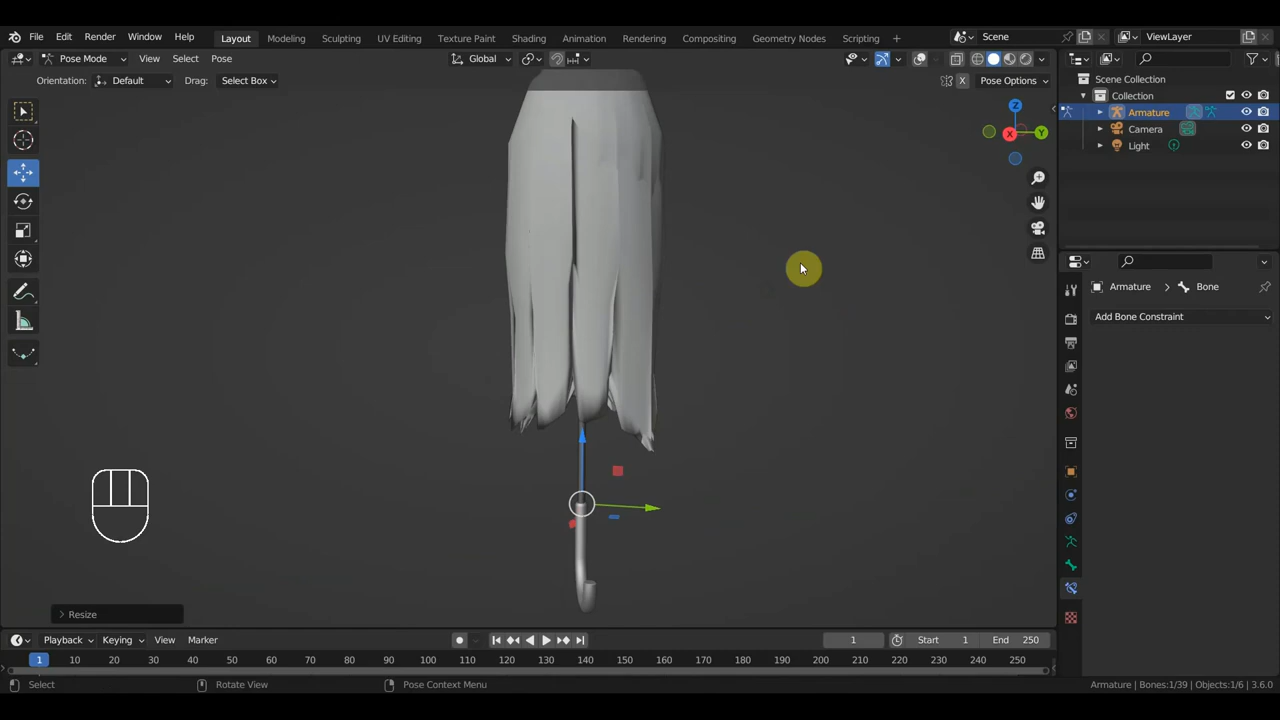 File Edit Render Window Help Layout Modeling Sculpting UV Editing Texture Paint Shading Animation Rendering Compositing Geometry Nodes Scripting + Scene ViewLayer
Pose Mode View Select Pose Global
Orientation: Default Drag: Select Box X Pose Options
Scene Collection
Collection
Armature
Camera
Light
Z
Y
X
Armature > Bone
Add Bone Constraint
> Resize
Playback Keying View Marker 1 Start 1 End 250
1 10 20 30 40 50 60 70 80 90 100 110 120 130 140 150 160 170 180 190 200 210 220 230 240 250
Select Rotate View Pose Context Menu Armature | Bones:1/39 | Objects:1/6 | 3.6.0